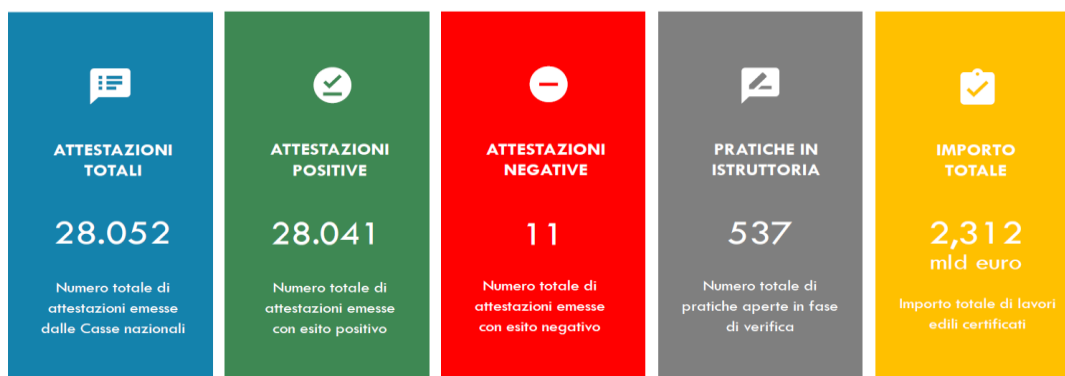 ATTESTAZIONI
TOTALI
28.052
Numero totale di
attestazioni emesse
dalle Casse nazionali
ATTESTAZIONI
POSITIVE
28.041
Numero totale di
attestazioni emesse
con esito positivo
ATTESTAZIONI
NEGATIVE
11
Numero totale di
attestazioni emesse
con esito negativo
PRATICHE IN
ISTRUTTORIA
537
Numero totale di
pratiche aperte in fase
di verifica
IMPORTO
TOTALE
2,312
mld euro
Importo totale di lavori
edili certificati